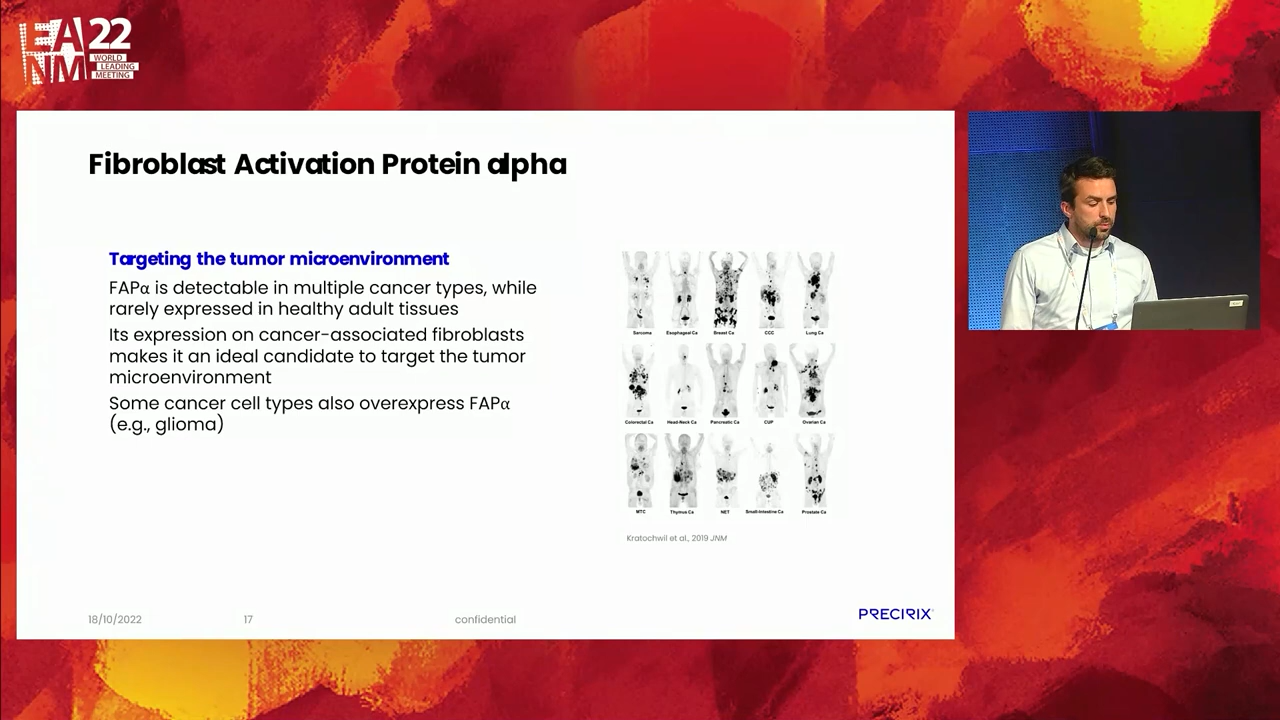 EA 22
NM
WORLD
LEADING
MEETING
Fibroblast Activation Protein alpha
Targeting the tumor microenvironment
FAPα is detectable in multiple cancer types, while
rarely expressed in healthy adult tissues
Its expression on cancer-associated fibroblasts
makes it an ideal candidate to target the tumor
microenvironment
Some cancer cell types also overexpress FAPα
(e.g., glioma)
Sarcoma Esophageal Ca Breast Ca CCC Lung Ca
Colorectal Ca Head-Neck Ca Pancreatic Ca CUP Ovarian Ca
MTC Thymus Ca NET Small-Intestine Ca Prostate Ca
Kratochwil et al., 2019 JNM
18/10/2022 17 confidential
PRECIRIX